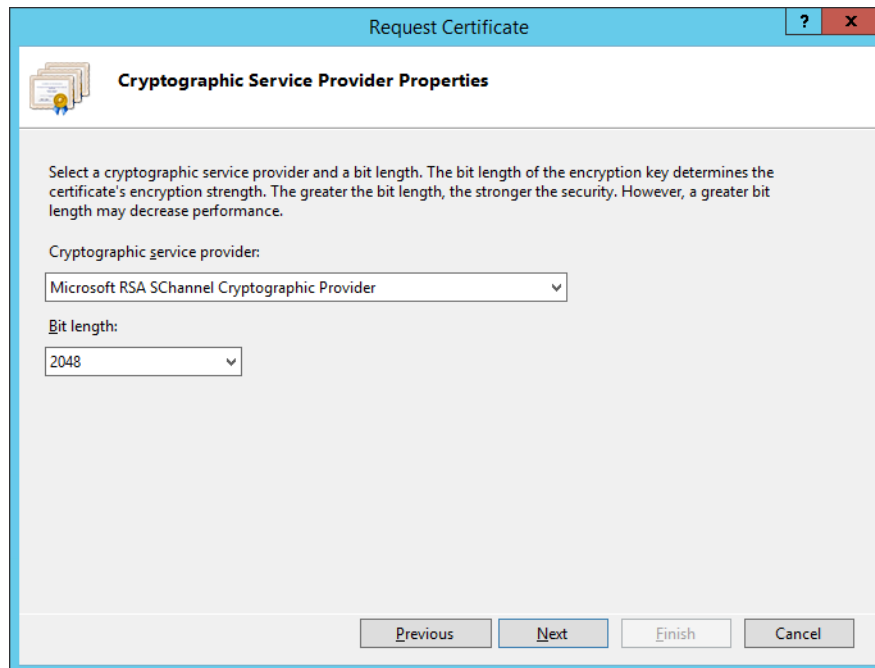 Request Certificate
?
x
Cryptographic Service Provider Properties
Select a cryptographic service provider and a bit length. The bit length of the encryption key determines the
certificate's encryption strength. The greater the bit length, the stronger the security. However, a greater bit
length may decrease performance.
Cryptographic service provider:
Microsoft RSA SChannel Cryptographic Provider
Bit length:
2048
Previous
Next
Finish
Cancel